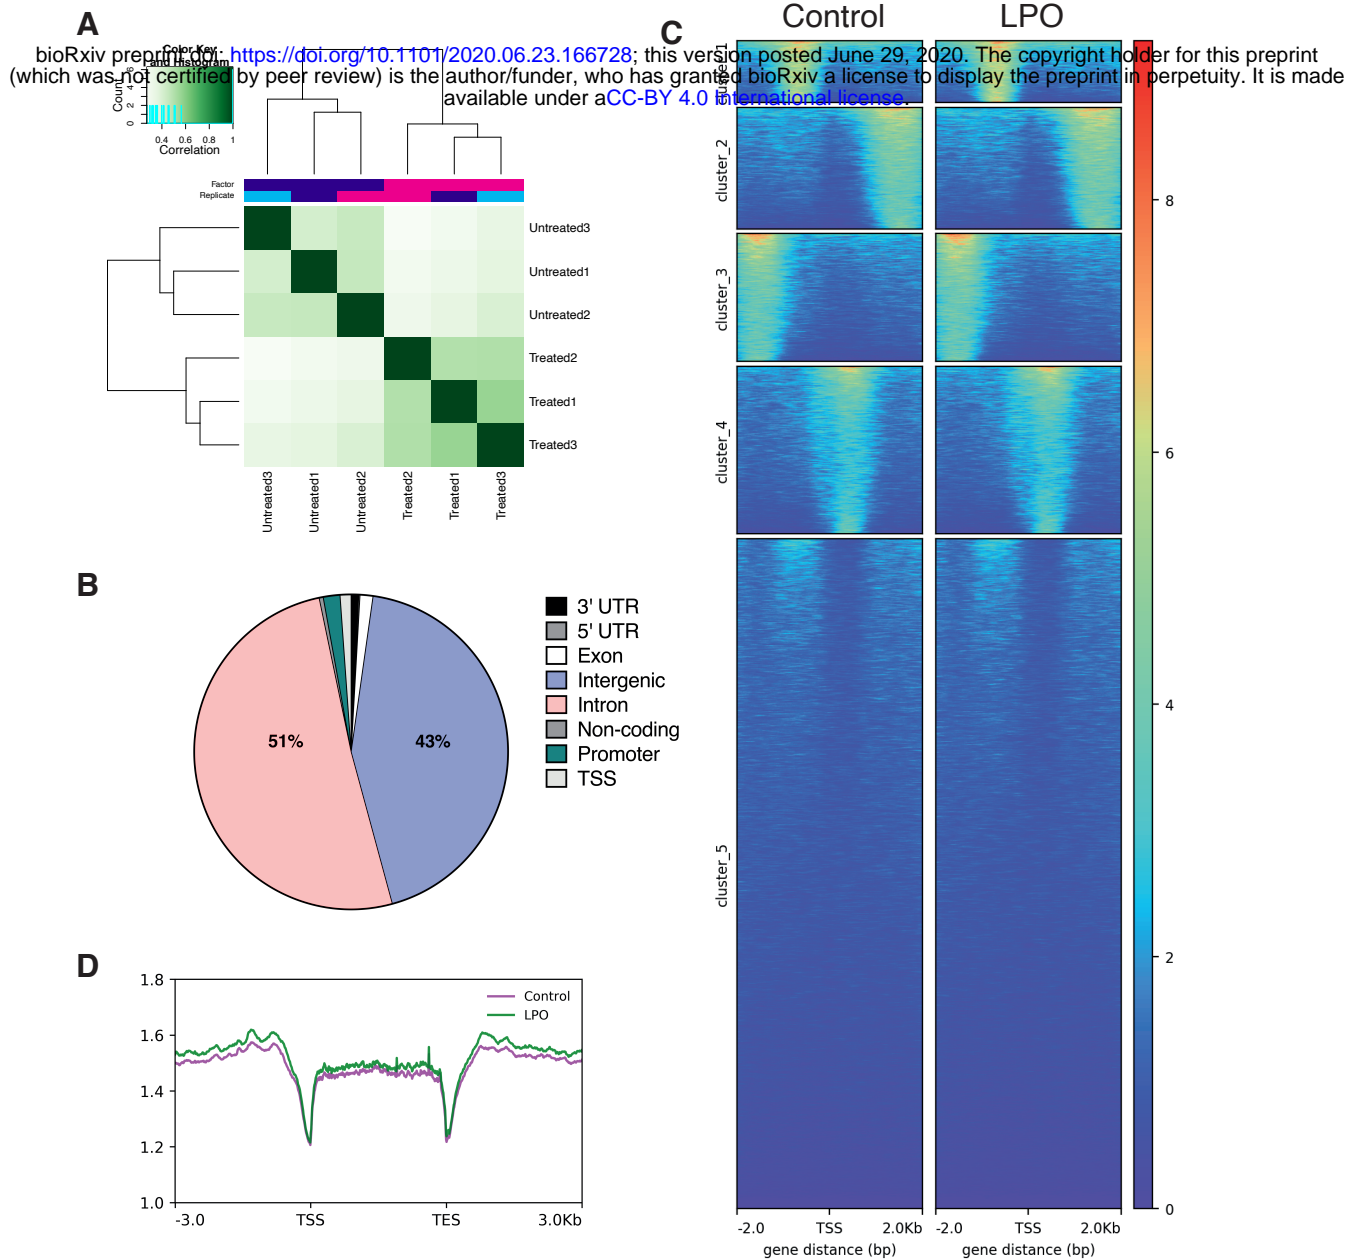 A
C
Control
LPO
bioRxiv preprint doi: https://doi.org/10.1101/2020.06.23.166728; this version posted June 29, 2020. The copyright holder for this preprint
(which was not certified by peer review) is the author/funder, who has granted bioRxiv a license to display the preprint in perpetuity. It is made
available under aCC-BY 4.0 International license.
Color Key
and Histogram
Count
0 2 4 6
0.4 0.6 0.8 1
Correlation
Factor
Replicate
Untreated3
Untreated1
Untreated2
Treated2
Treated1
Treated3
Untreated3
Untreated1
Untreated2
Treated2
Treated1
Treated3
cluster_1
cluster_2
cluster_3
cluster_4
cluster_5
8
6
4
2
0
-2.0 TSS 2.0Kb
gene distance (bp)
-2.0 TSS 2.0Kb
gene distance (bp)
B
51%
43%
3' UTR
5' UTR
Exon
Intergenic
Intron
Non-coding
Promoter
TSS
D
1.8
1.6
1.4
1.2
1.0
Control
LPO
-3.0 TSS TES 3.0Kb